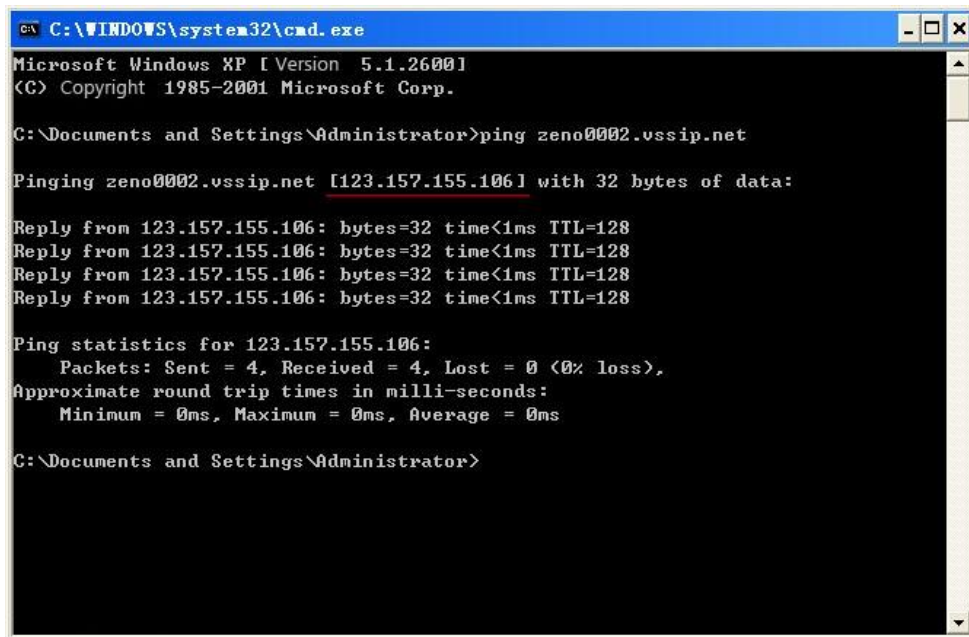 C:\WINDOWS\system32\cmd.exe
Microsoft Windows XP [ Version 5.1.2600]
(C) Copyright 1985-2001 Microsoft Corp.
C:\Documents and Settings\Administrator>ping zeno0002.vssip.net
Pinging zeno0002.vssip.net [123.157.155.106] with 32 bytes of data:
Reply from 123.157.155.106: bytes=32 time<1ms TTL=128
Reply from 123.157.155.106: bytes=32 time<1ms TTL=128
Reply from 123.157.155.106: bytes=32 time<1ms TTL=128
Reply from 123.157.155.106: bytes=32 time<1ms TTL=128
Ping statistics for 123.157.155.106:
Packets: Sent = 4, Received = 4, Lost = 0 (0% loss),
Approximate round trip times in milli-seconds:
Minimum = 0ms, Maximum = 0ms, Average = 0ms
C:\Documents and Settings\Administrator>